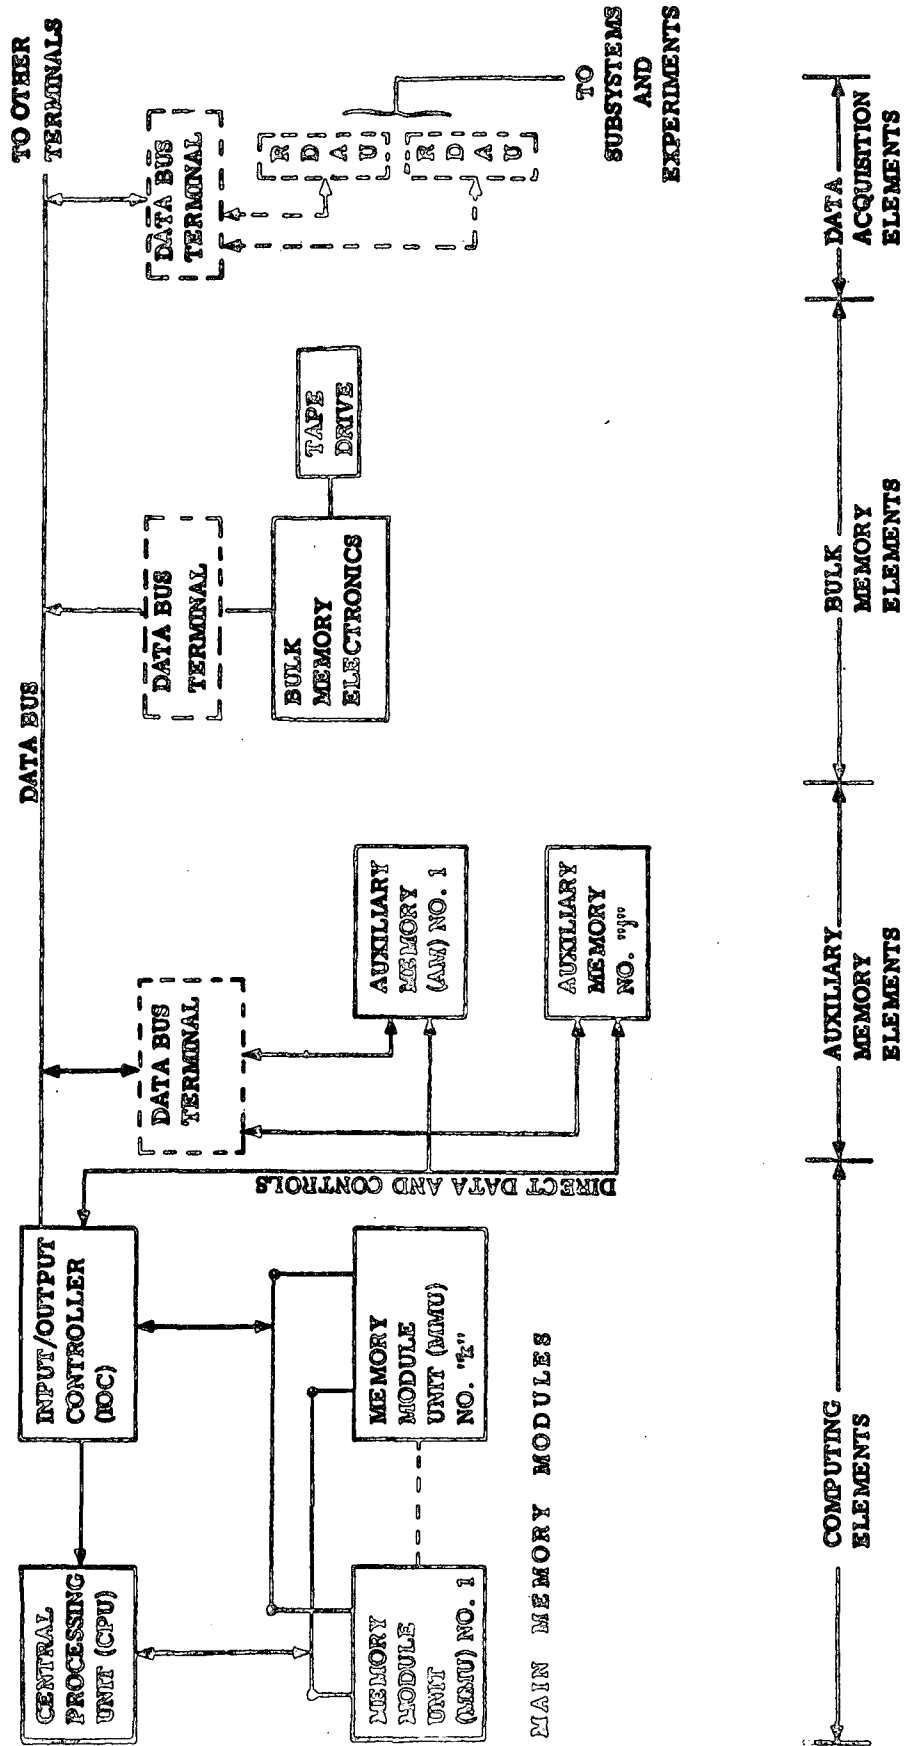 CENTRAL
PROCESSING
UNIT (CPU)
INPUT/OUTPUT
CONTROLLER
(IOC)
DATA BUS
TO OTHER
TERMINALS
MEMORY
MODULE
UNIT
(MMU) NO. 1
MEMORY
MODULE
UNIT (MMU)
NO. "k"
MAIN MEMORY MODULES
DIRECT DATA AND CONTROLS
DATA BUS
TERMINAL
AUXILIARY
MEMORY
(AM) NO. 1
AUXILIARY
MEMORY
NO. "j"
DATA BUS
TERMINAL
BULK
MEMORY
ELECTRONICS
TAPE
DRIVE
DATA BUS
TERMINAL
R
D
A
U
R
D
A
U
TO
SUBSYSTEMS
AND
EXPERIMENTS
COMPUTING
ELEMENTS
AUXILIARY
MEMORY
ELEMENTS
BULK
MEMORY
ELEMENTS
DATA
ACQUISITION
ELEMENTS